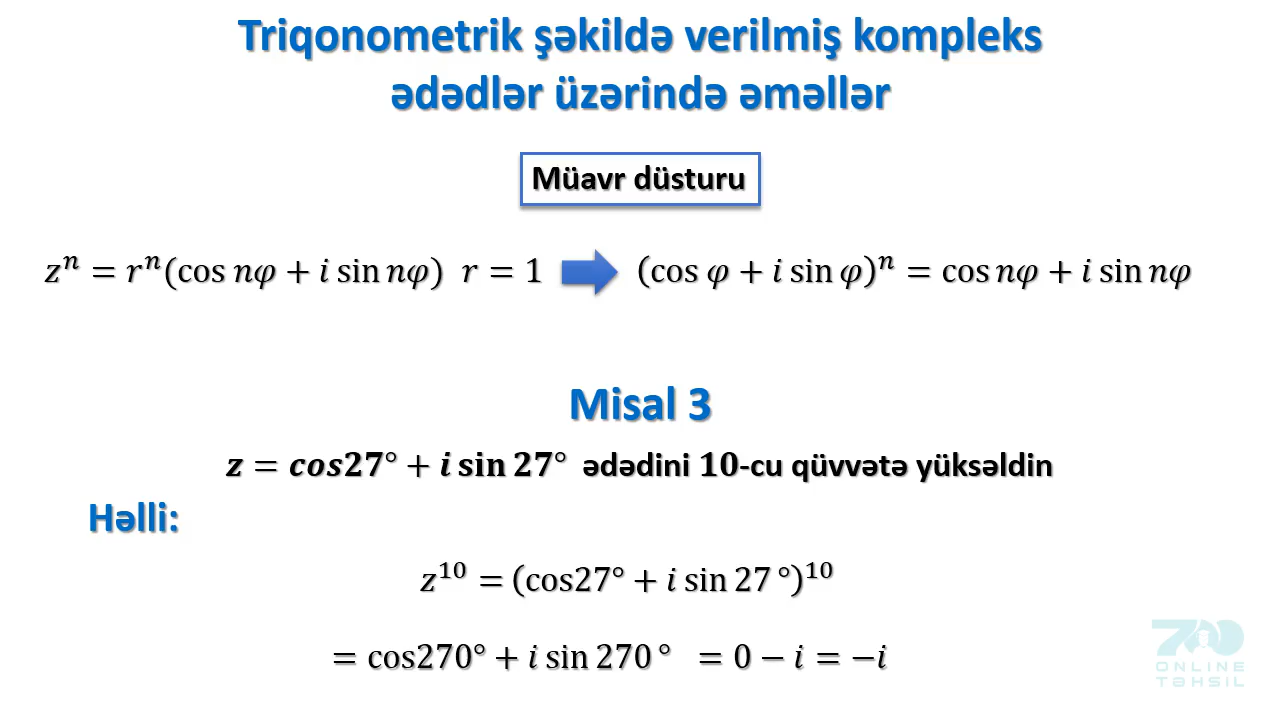 Triqonometrik şəkildə verilmiş kompleks
ədədlər üzərində əməllər
Müavr düsturu
zⁿ = rⁿ(cos nφ + i sin nφ) r = 1 ➡ (cos φ + i sin φ)ⁿ = cos nφ + i sin nφ
Misal 3
z = cos27° + i sin 27° ədədini 10-cu qüvvətə yüksəldin
Həlli:
z¹⁰ = (cos27° + i sin 27 °)¹⁰
= cos270° + i sin 270 ° = 0 − i = −i
ONLINE
TƏHSIL